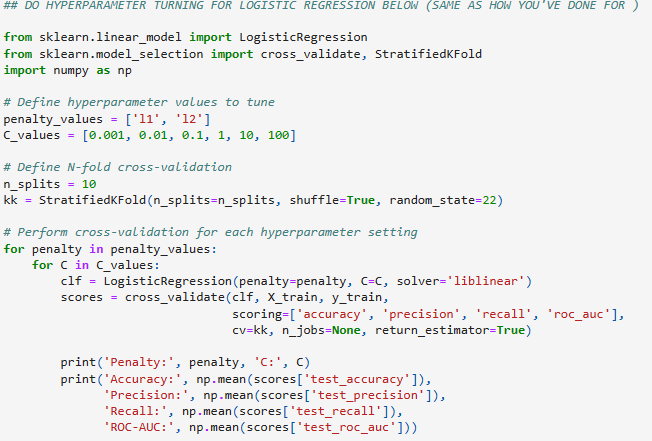 ## DO HYPERPARAMETER TURNING FOR LOGISTIC REGRESSION BELOW (SAME AS HOW YOU'VE DONE FOR )
from sklearn.linear_model import LogisticRegression
from sklearn.model_selection import cross_validate, StratifiedKFold
import numpy as np
# Define hyperparameter values to tune
penalty_values = ['l1', 'l2']
C_values = [0.001, 0.01, 0.1, 1, 10, 100]
# Define N-fold cross-validation
n_splits = 10
kk = StratifiedKFold(n_splits=n_splits, shuffle=True, random_state=22)
# Perform cross-validation for each hyperparameter setting
for penalty in penalty_values:
    for C in C_values:
        clf = LogisticRegression(penalty=penalty, C=C, solver='liblinear')
        scores = cross_validate(clf, X_train, y_train,
                                scoring=['accuracy', 'precision', 'recall', 'roc_auc'],
                                cv=kk, n_jobs=None, return_estimator=True)
        print('Penalty:', penalty, 'C:', C)
        print('Accuracy:', np.mean(scores['test_accuracy']),
              'Precision:', np.mean(scores['test_precision']),
              'Recall:', np.mean(scores['test_recall']),
              'ROC-AUC:', np.mean(scores['test_roc_auc']))